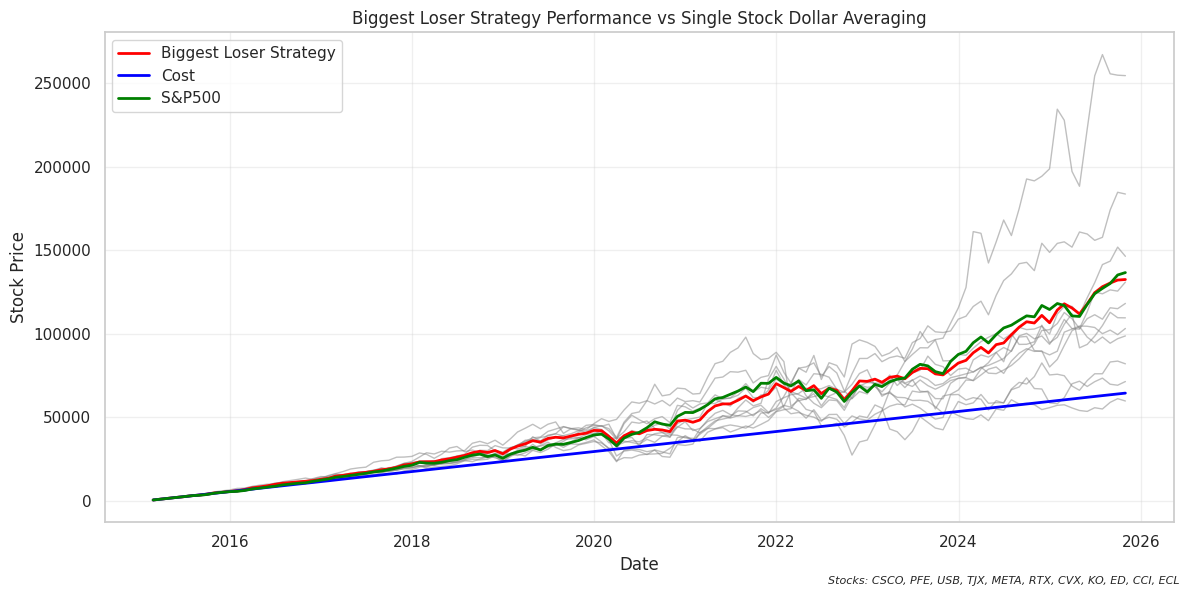 Biggest Loser Strategy Performance vs Single Stock Dollar Averaging
Biggest Loser Strategy
Cost
S&P500
Stock Price
250000
200000
150000
100000
50000
0
2016
2018
2020
2022
2024
2026
Date
Stocks: CSCO, PFE, USB, TJX, META, RTX, CVX, KO, ED, CCI, ECL